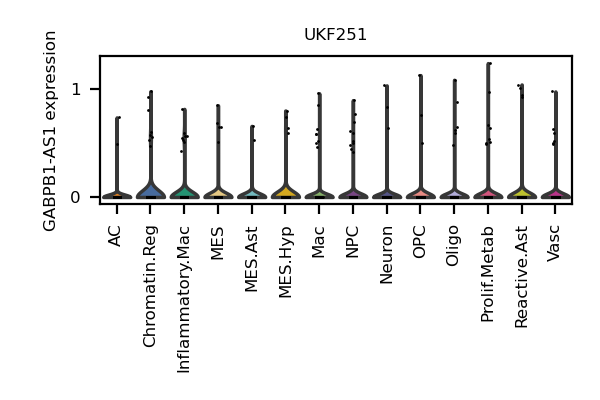 UKF251
GABPB1-AS1 expression
1
0
AC
Chromatin.Reg
Inflammatory.Mac
MES
MES.Ast
MES.Hyp
Mac
NPC
Neuron
OPC
Oligo
Prolif.Metab
Reactive.Ast
Vasc